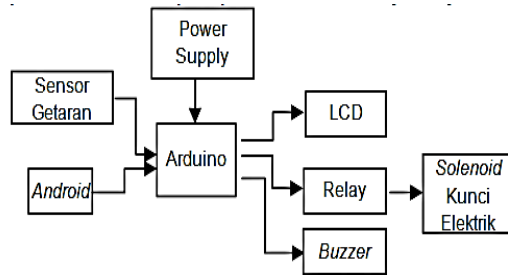 Power
Supply
Sensor
Getaran
LCD
Arduino
Android
Relay
Solenoid
Kunci
Elektrik
Buzzer